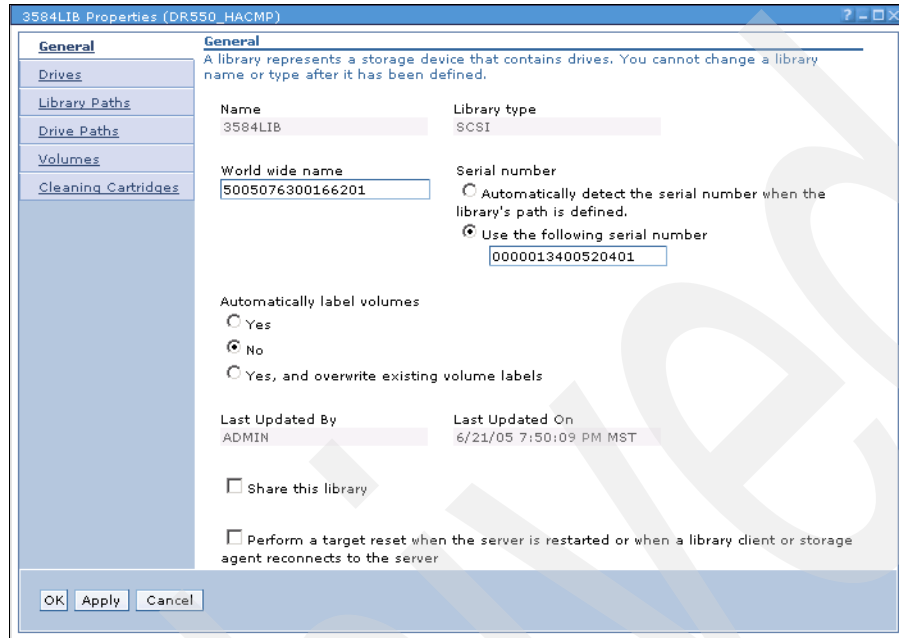 3584LIB Properties (DR550_HACMP)
? – □ ×
General
Drives
Library Paths
Drive Paths
Volumes
Cleaning Cartridges
General
A library represents a storage device that contains drives. You cannot change a library
name or type after it has been defined.
Name
3584LIB
Library type
SCSI
World wide name
5005076300166201
Serial number
Automatically detect the serial number when the
library's path is defined.
Use the following serial number
0000013400520401
Automatically label volumes
Yes
No
Yes, and overwrite existing volume labels
Last Updated By
ADMIN
Last Updated On
6/21/05 7:50:09 PM MST
Share this library
Perform a target reset when the server is restarted or when a library client or storage
agent reconnects to the server
OK
Apply
Cancel